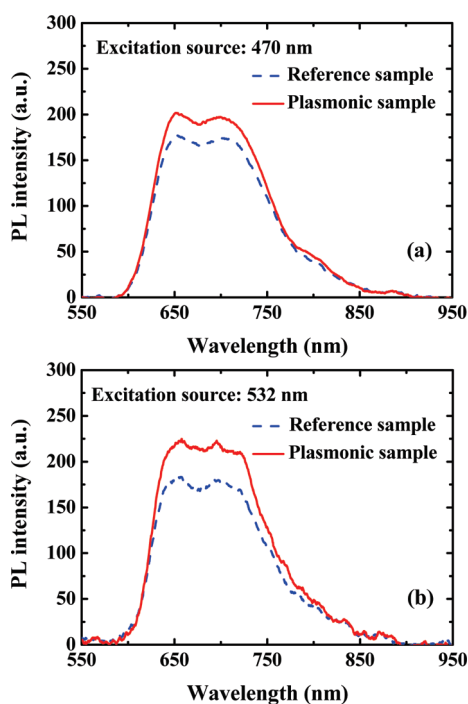 300
Excitation source: 470 nm
250
Reference sample
200
Plasmonic sample
150
100
50
(a)
0
550 650 750 850 950
PL intensity (a.u.)
Wavelength (nm)
300
Excitation source: 532 nm
250
Reference sample
200
Plasmonic sample
150
100
50
(b)
0
550 650 750 850 950
PL intensity (a.u.)
Wavelength (nm)